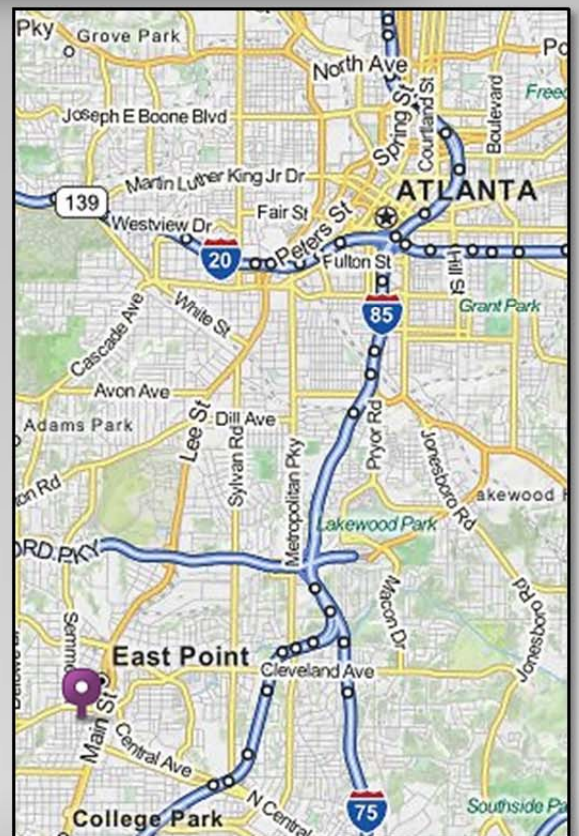 Pky
Grove Park
North Ave
Po
Spring St
Courtland St
Boulevard
Free
Joseph E Boone Blvd
Martin Luther King Jr Dr
ATLANTA
139
Fair St
Westview Dr
Peters St
20
Fulton St
Hill St
85
Grant Park
White St
Cascade Ave
Avon Ave
Adams Park
Lee St
Dill Ave
Sylvan Rd
Metropolitan Pky
Pryor Rd
Jonesboro Rd
on Rd
akewood H
Lakewood Park
ORD PKY
Macon Dr
Jonesboro Rd
Semme
East Point
Cleveland Ave
Main St
Central Ave
N Central
75
Southside Pa
College Park